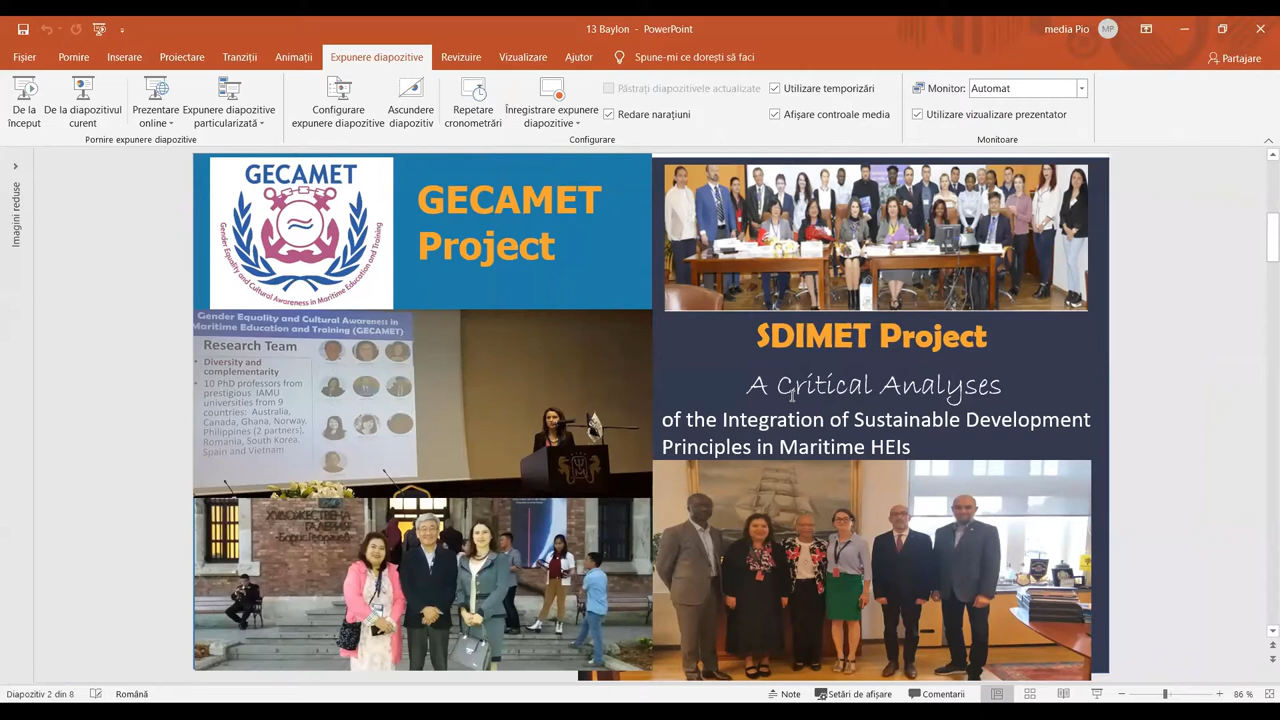 13 Baylon - PowerPoint
media Pio
MP
Fișier
Pornire
Inserare
Proiectare
Tranziții
Animații
Expunere diapozitive
Revizuire
Vizualizare
Ajutor
Spune-mi ce dorești să faci
Partajare
De la început
De la diapozitivul curent
Prezentare online
Expunere diapozitive particularizată
Configurare expunere diapozitive
Ascundere diapozitiv
Repetare cronometrări
Înregistrare expunere diapozitive
Păstrați diapozitivele actualizate
Redare narațiuni
Utilizare temporizări
Afișare controale media
Monitor:
Automat
Utilizare vizualizare prezentator
Pornire expunere diapozitive
Configurare
Monitoare
Imagini reduse
GECAMET
Gender Equality and Cultural Awareness in Maritime Education and Training
GECAMET
Project
Gender Equality and Cultural Awareness in
Maritime Education and Training (GECAMET)
Research Team
• Diversity and
complementarity
• 10 PhD professors from
prestigious IAMU
universities from 9
countries: Australia,
Canada, Ghana, Norway,
Philippines (2 partners),
Romania, South Korea,
Spain and Vietnam
ХУДОЖЕСТВЕНА
ГАЛЕРИЯ
-Борис Георгиев-
SDIMET Project
A Critical Analyses
of the Integration of Sustainable Development
Principles in Maritime HEIs
Diapozitiv 2 din 8
Română
Note
Setări de afișare
Comentarii
86 %